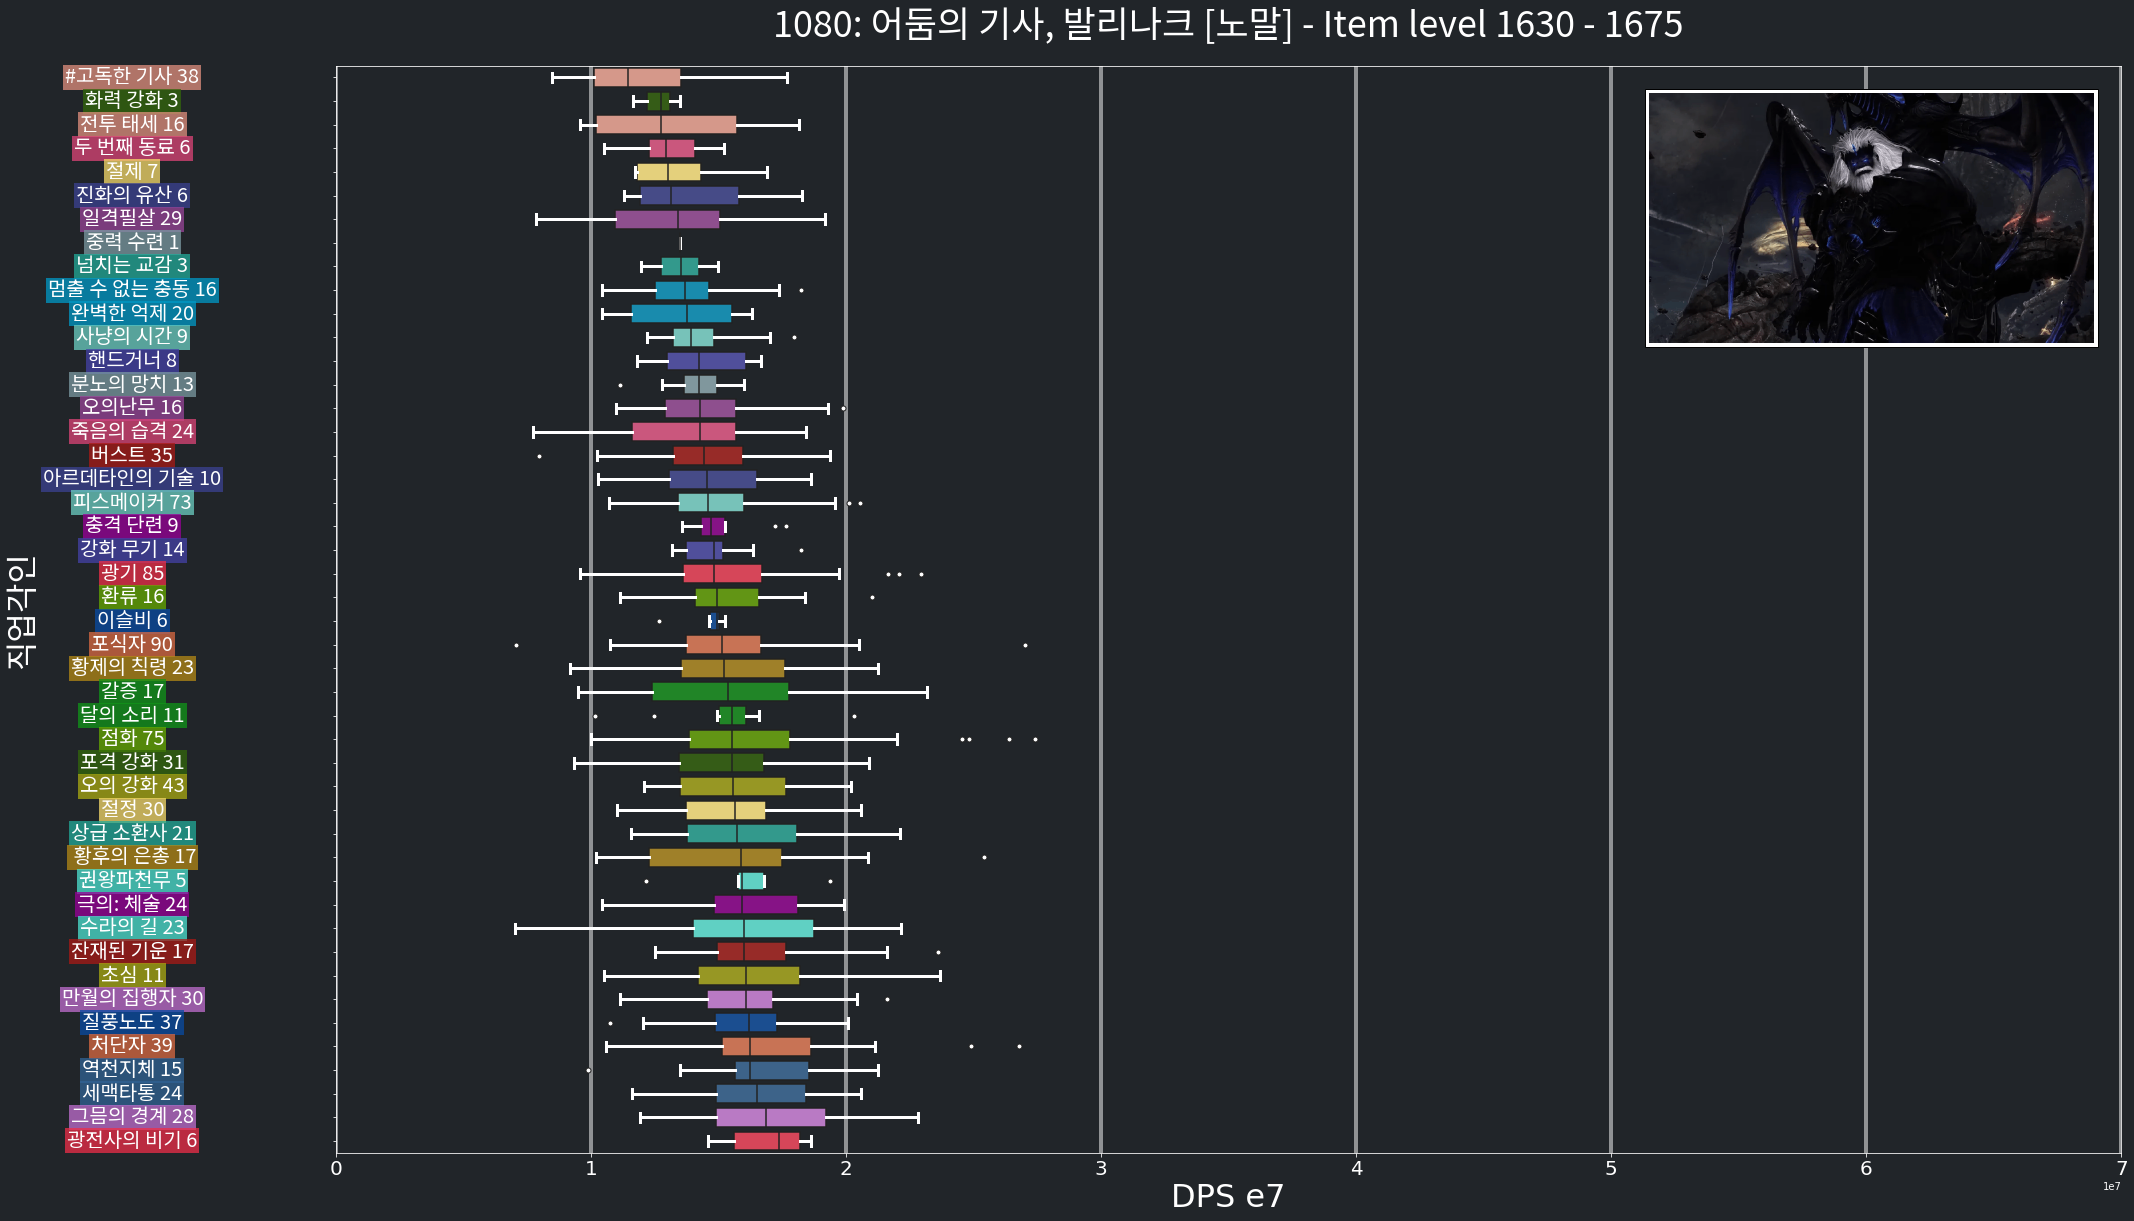 1080: 어둠의 기사, 발리나크 [노말] - Item level 1630 - 1675
직업각인
#고독한 기사 38
화력 강화 3
전투 태세 16
두 번째 동료 6
절제 7
진화의 유산 6
일격필살 29
중력 수련 1
넘치는 교감 3
멈출 수 없는 충동 16
완벽한 억제 20
사냥의 시간 9
핸드거너 8
분노의 망치 13
오의난무 16
죽음의 습격 24
버스트 35
아르데타인의 기술 10
피스메이커 73
충격 단련 9
강화 무기 14
광기 85
환류 16
이슬비 6
포식자 90
황제의 칙령 23
갈증 17
달의 소리 11
점화 75
포격 강화 31
오의 강화 43
절정 30
상급 소환사 21
황후의 은총 17
권왕파천무 5
극의: 체술 24
수라의 길 23
잔재된 기운 17
초심 11
만월의 집행자 30
질풍노도 37
처단자 39
역천지체 15
세맥타통 24
그믐의 경계 28
광전사의 비기 6
0 1 2 3 4 5 6 7
1e7
DPS e7